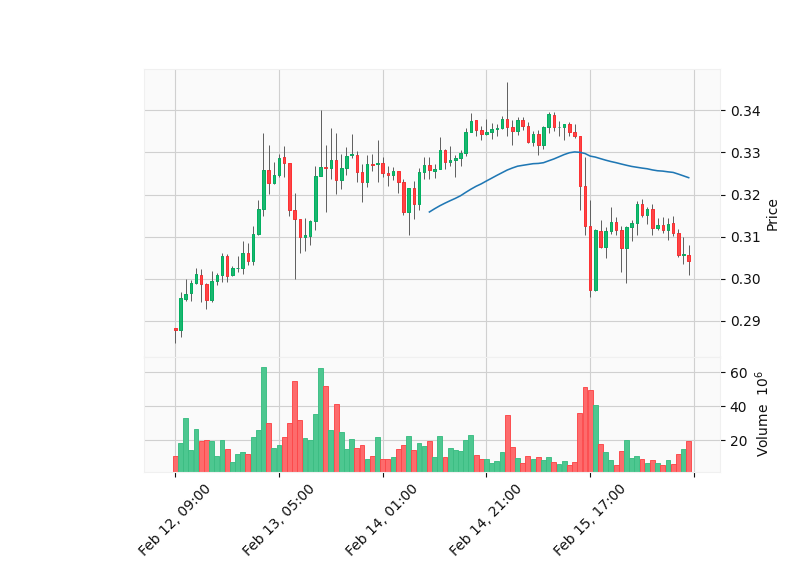 0.34
0.33
0.32
0.31
0.30
0.29
Price
60
40
20
Volume 10^6
Feb 12, 09:00
Feb 13, 05:00
Feb 14, 01:00
Feb 14, 21:00
Feb 15, 17:00